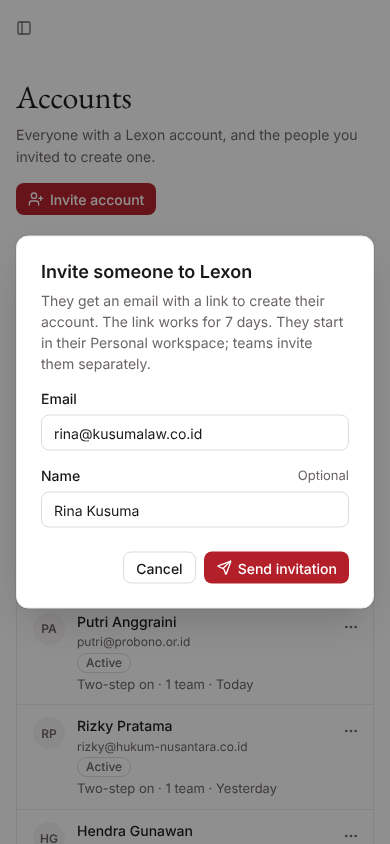 Accounts
Everyone with a Lexon account, and the people you
invited to create one.
Invite account
Invite someone to Lexon
They get an email with a link to create their
account. The link works for 7 days. They start
in their Personal workspace; teams invite
them separately.
Email
rina@kusumalaw.co.id
Name Optional
Rina Kusuma
Cancel Send invitation
PA Putri Anggraini
putri@probono.or.id
Active
Two-step on · 1 team · Today
RP Rizky Pratama
rizky@hukum-nusantara.co.id
Active
Two-step on · 1 team · Yesterday
HG Hendra Gunawan